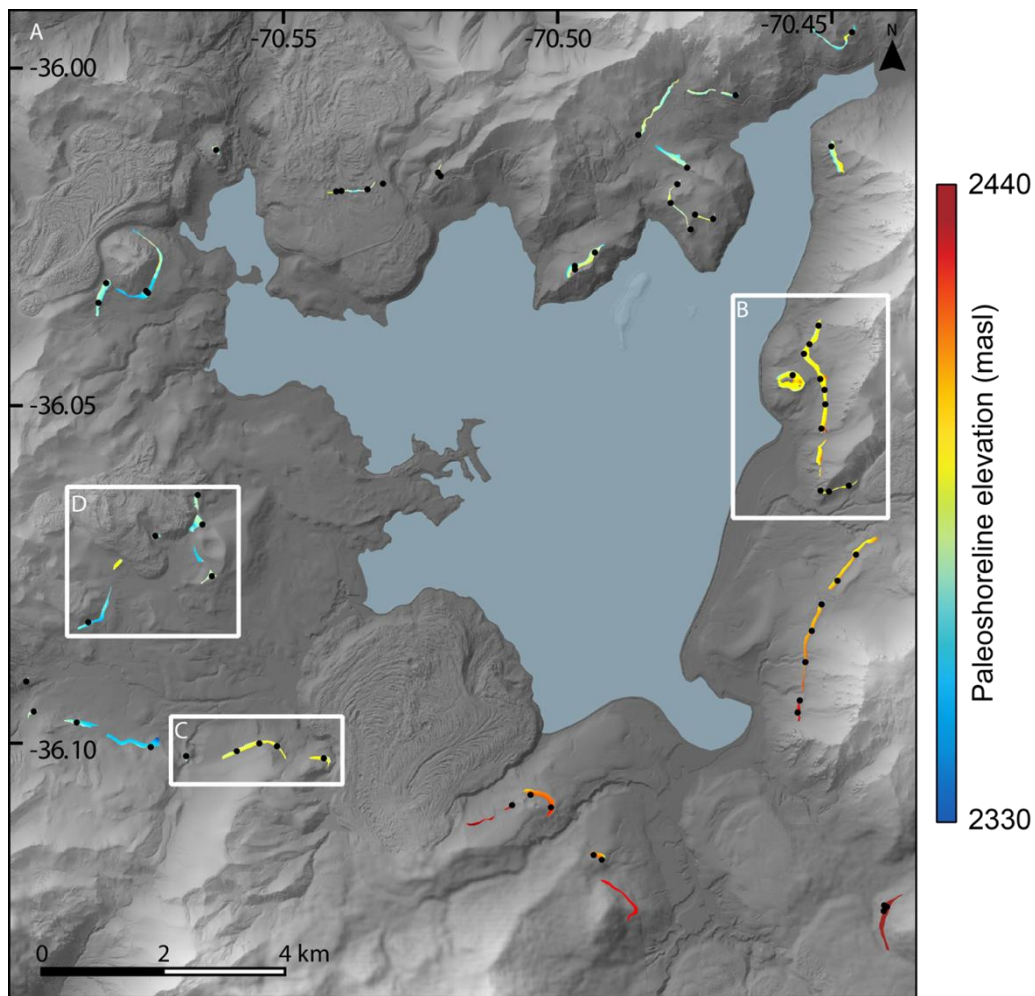 A
-70.55
-70.50
-70.45
N
-36.00
2440
B
-36.05
Paleoshoreline elevation (masl)
D
C
-36.10
2330
0 2 4 km